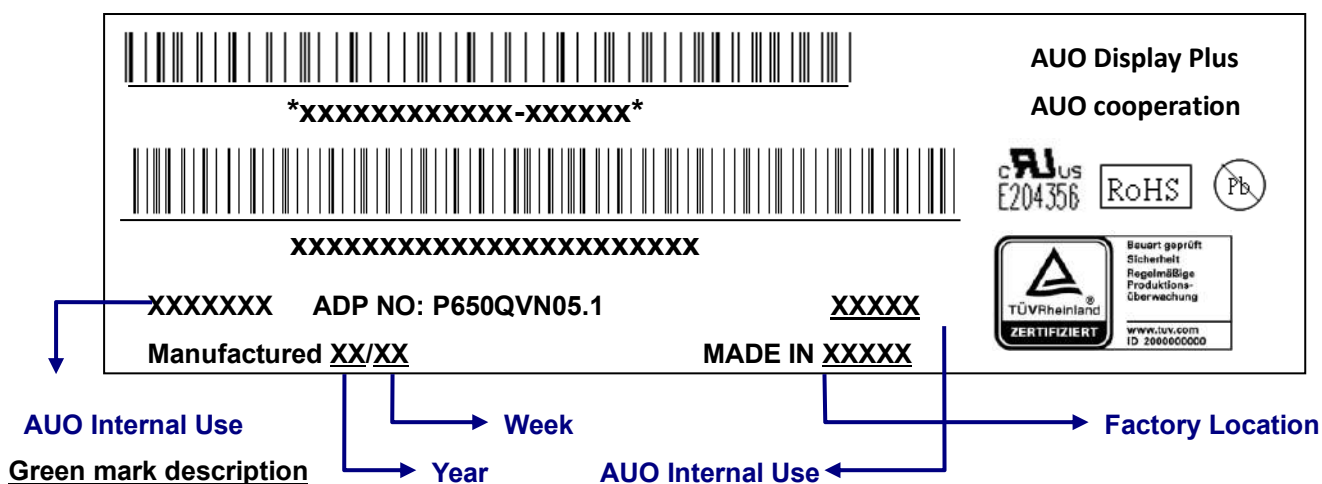 AUO Display Plus
*xxxxxxxxxxxx-xxxxxx*
AUO cooperation
c RU us
E204356
RoHS
Pb
xxxxxxxxxxxxxxxxxxxxxxx
Bauart geprüft
Sicherheit
Regelmäßige
Produktions-
überwachung
TÜVRheinland®
ZERTIFIZIERT
www.tuv.com
ID 2000000000
XXXXXXX ADP NO: P650QVN05.1 XXXXX
Manufactured XX/XX MADE IN XXXXX
AUO Internal Use
Week
Factory Location
Green mark description
Year
AUO Internal Use